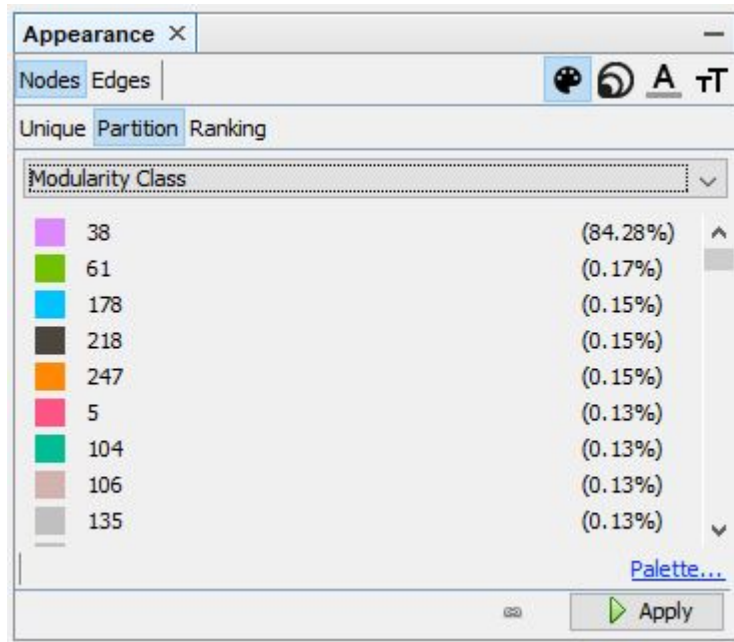 Appearance
Nodes Edges A TT
Unique Partition Ranking
Modularity Class
38 (84.28%)
61 (0.17%)
178 (0.15%)
218 (0.15%)
247 (0.15%)
5 (0.13%)
104 (0.13%)
106 (0.13%)
135 (0.13%)
Palette...
Apply